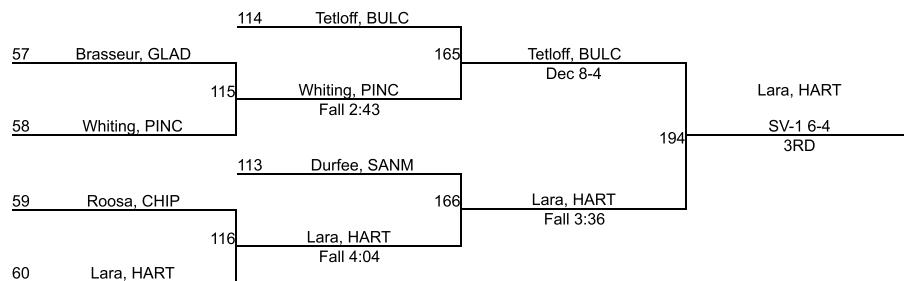 114 Tetloff, BULC
57 Brasseur, GLAD
165 Tetloff, BULC
Dec 8-4
115 Whiting, PINC
Fall 2:43
Lara, HART
58 Whiting, PINC
SV-1 6-4
194
3RD
113 Durfee, SANM
59 Roosa, CHIP
166 Lara, HART
Fall 3:36
116 Lara, HART
Fall 4:04
60 Lara, HART